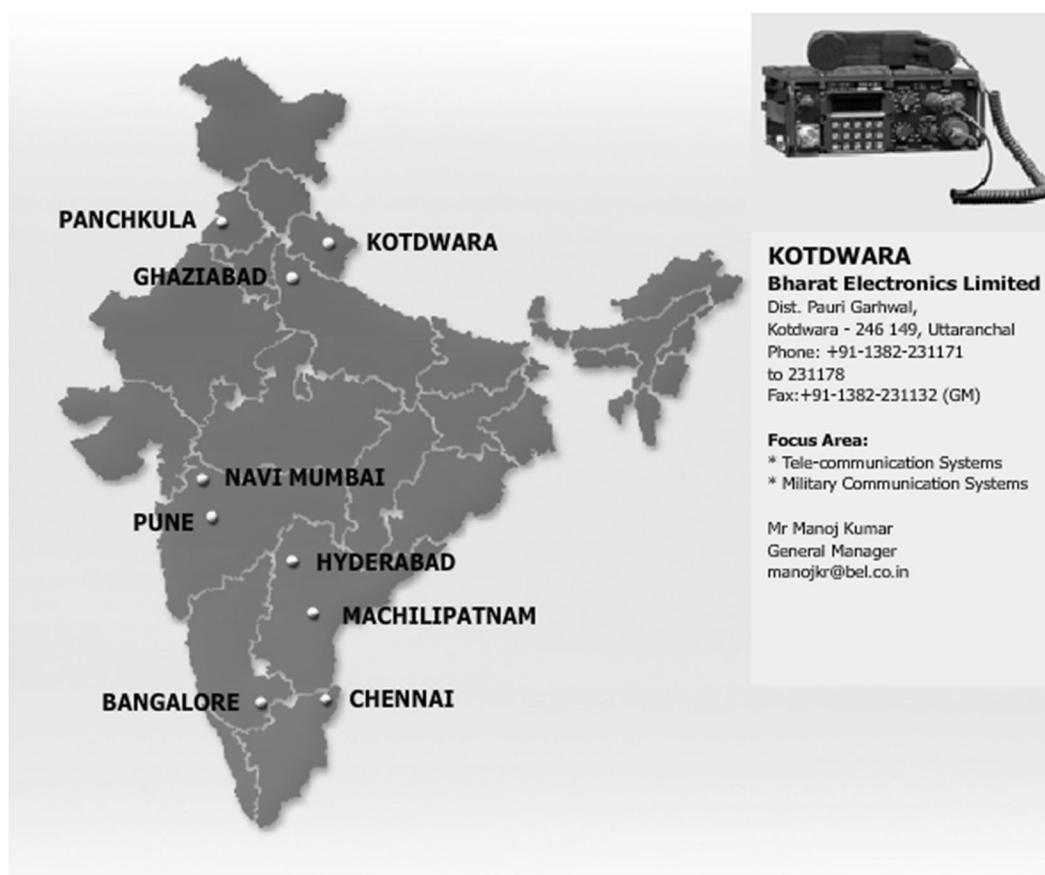 PANCHKULA
KOTDWARA
GHAZIABAD
NAVI MUMBAI
PUNE
HYDERABAD
MACHILIPATNAM
BANGALORE
CHENNAI
KOTDWARA
Bharat Electronics Limited
Dist. Pauri Garhwal,
Kotdwara - 246 149, Uttaranchal
Phone: +91-1382-231171
to 231178
Fax:+91-1382-231132 (GM)
Focus Area:
* Tele-communication Systems
* Military Communication Systems
Mr Manoj Kumar
General Manager
manojkr@bel.co.in